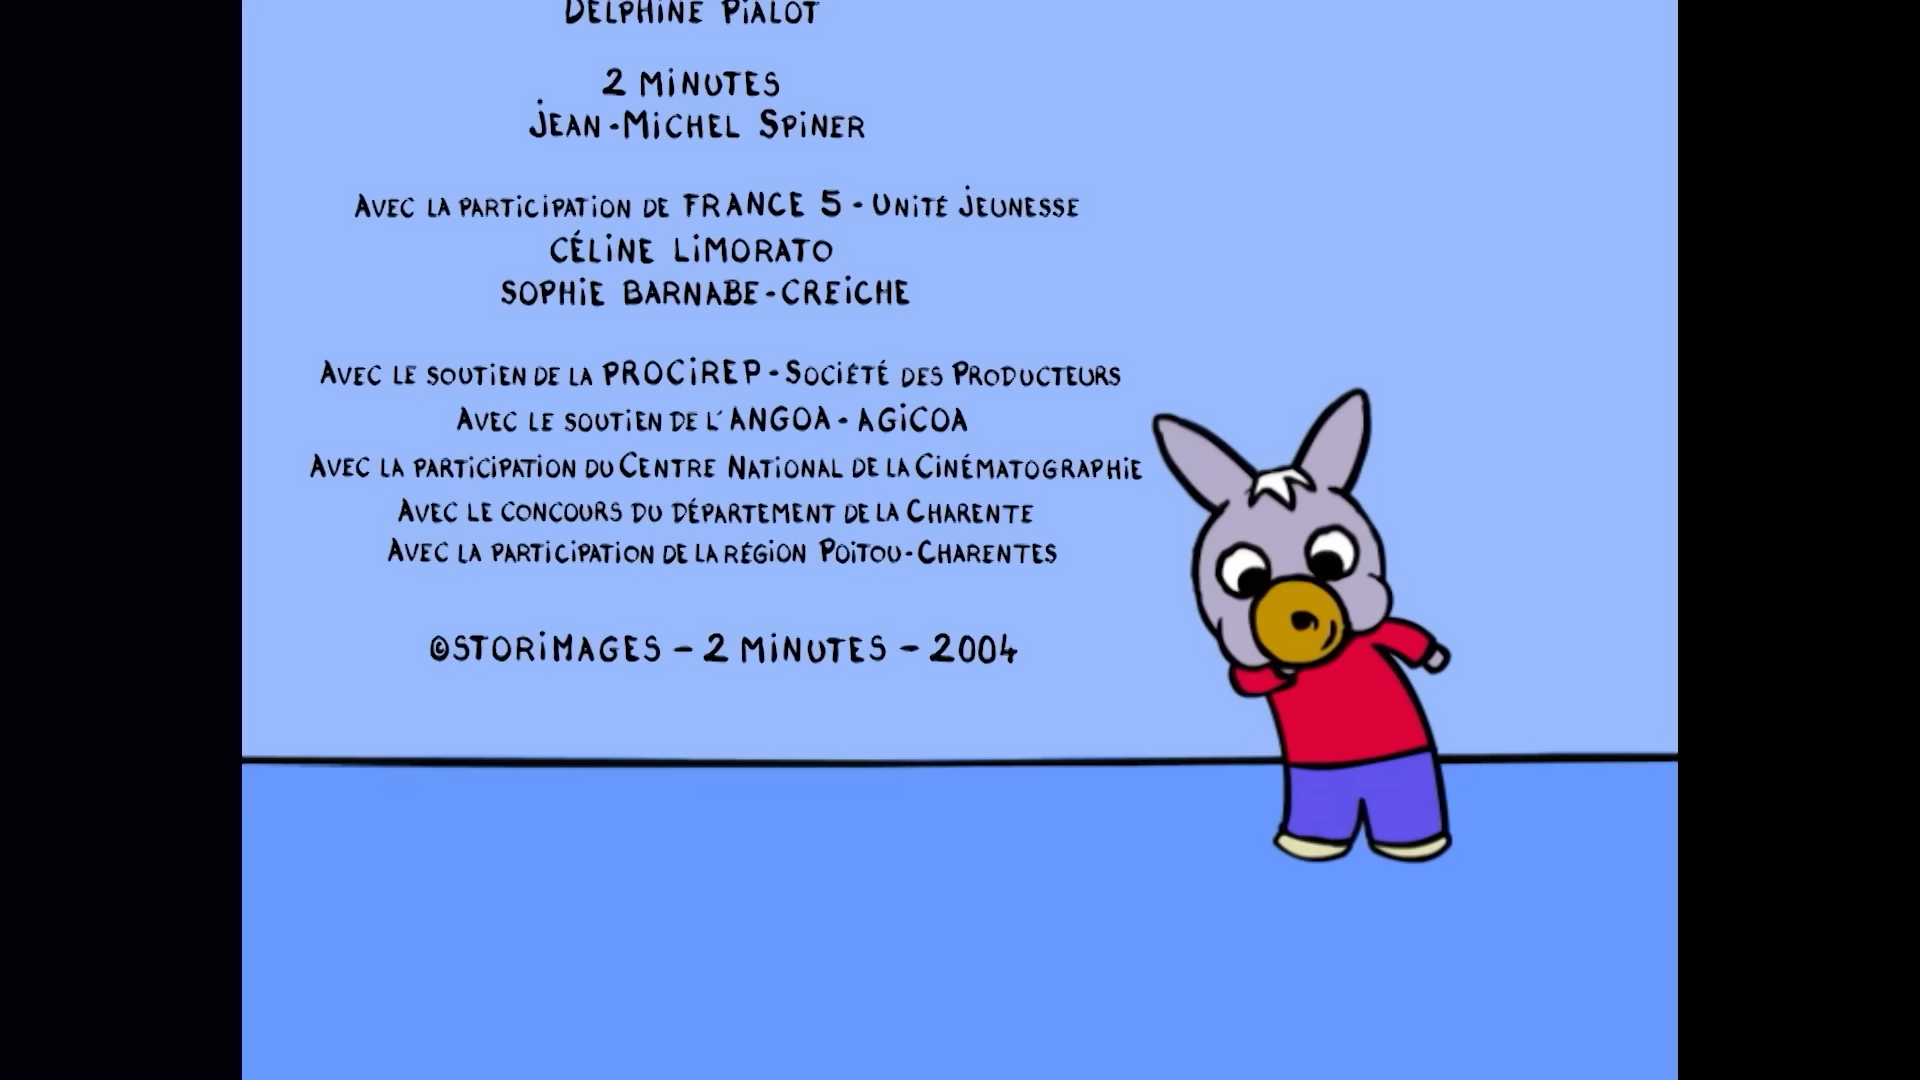 DELPHiNE PiALOT
2 MiNUTES
JEAN-MiCHEL SPiNER
AVEC LA PARTiCiPATiON DE FRANCE 5 - UNiTÉ JEUNESSE
CÉLiNE LiMORATO
SOPHiE BARNABE-CREiCHE
AVEC LE SOUTiEN DE LA PROCiREP - SOCiÉTÉ DES PRODUCTEURS
AVEC LE SOUTiEN DE L'ANGOA - AGiCOA
AVEC LA PARTiCiPATiON DU CENTRE NATiONAL DE LA CiNÉMATOGRAPHiE
AVEC LE CONCOURS DU DÉPARTEMENT DE LA CHARENTE
AVEC LA PARTiCiPATiON DE LA RÉGiON POiTOU-CHARENTES
©STORiMAGES – 2 MiNUTES – 2004